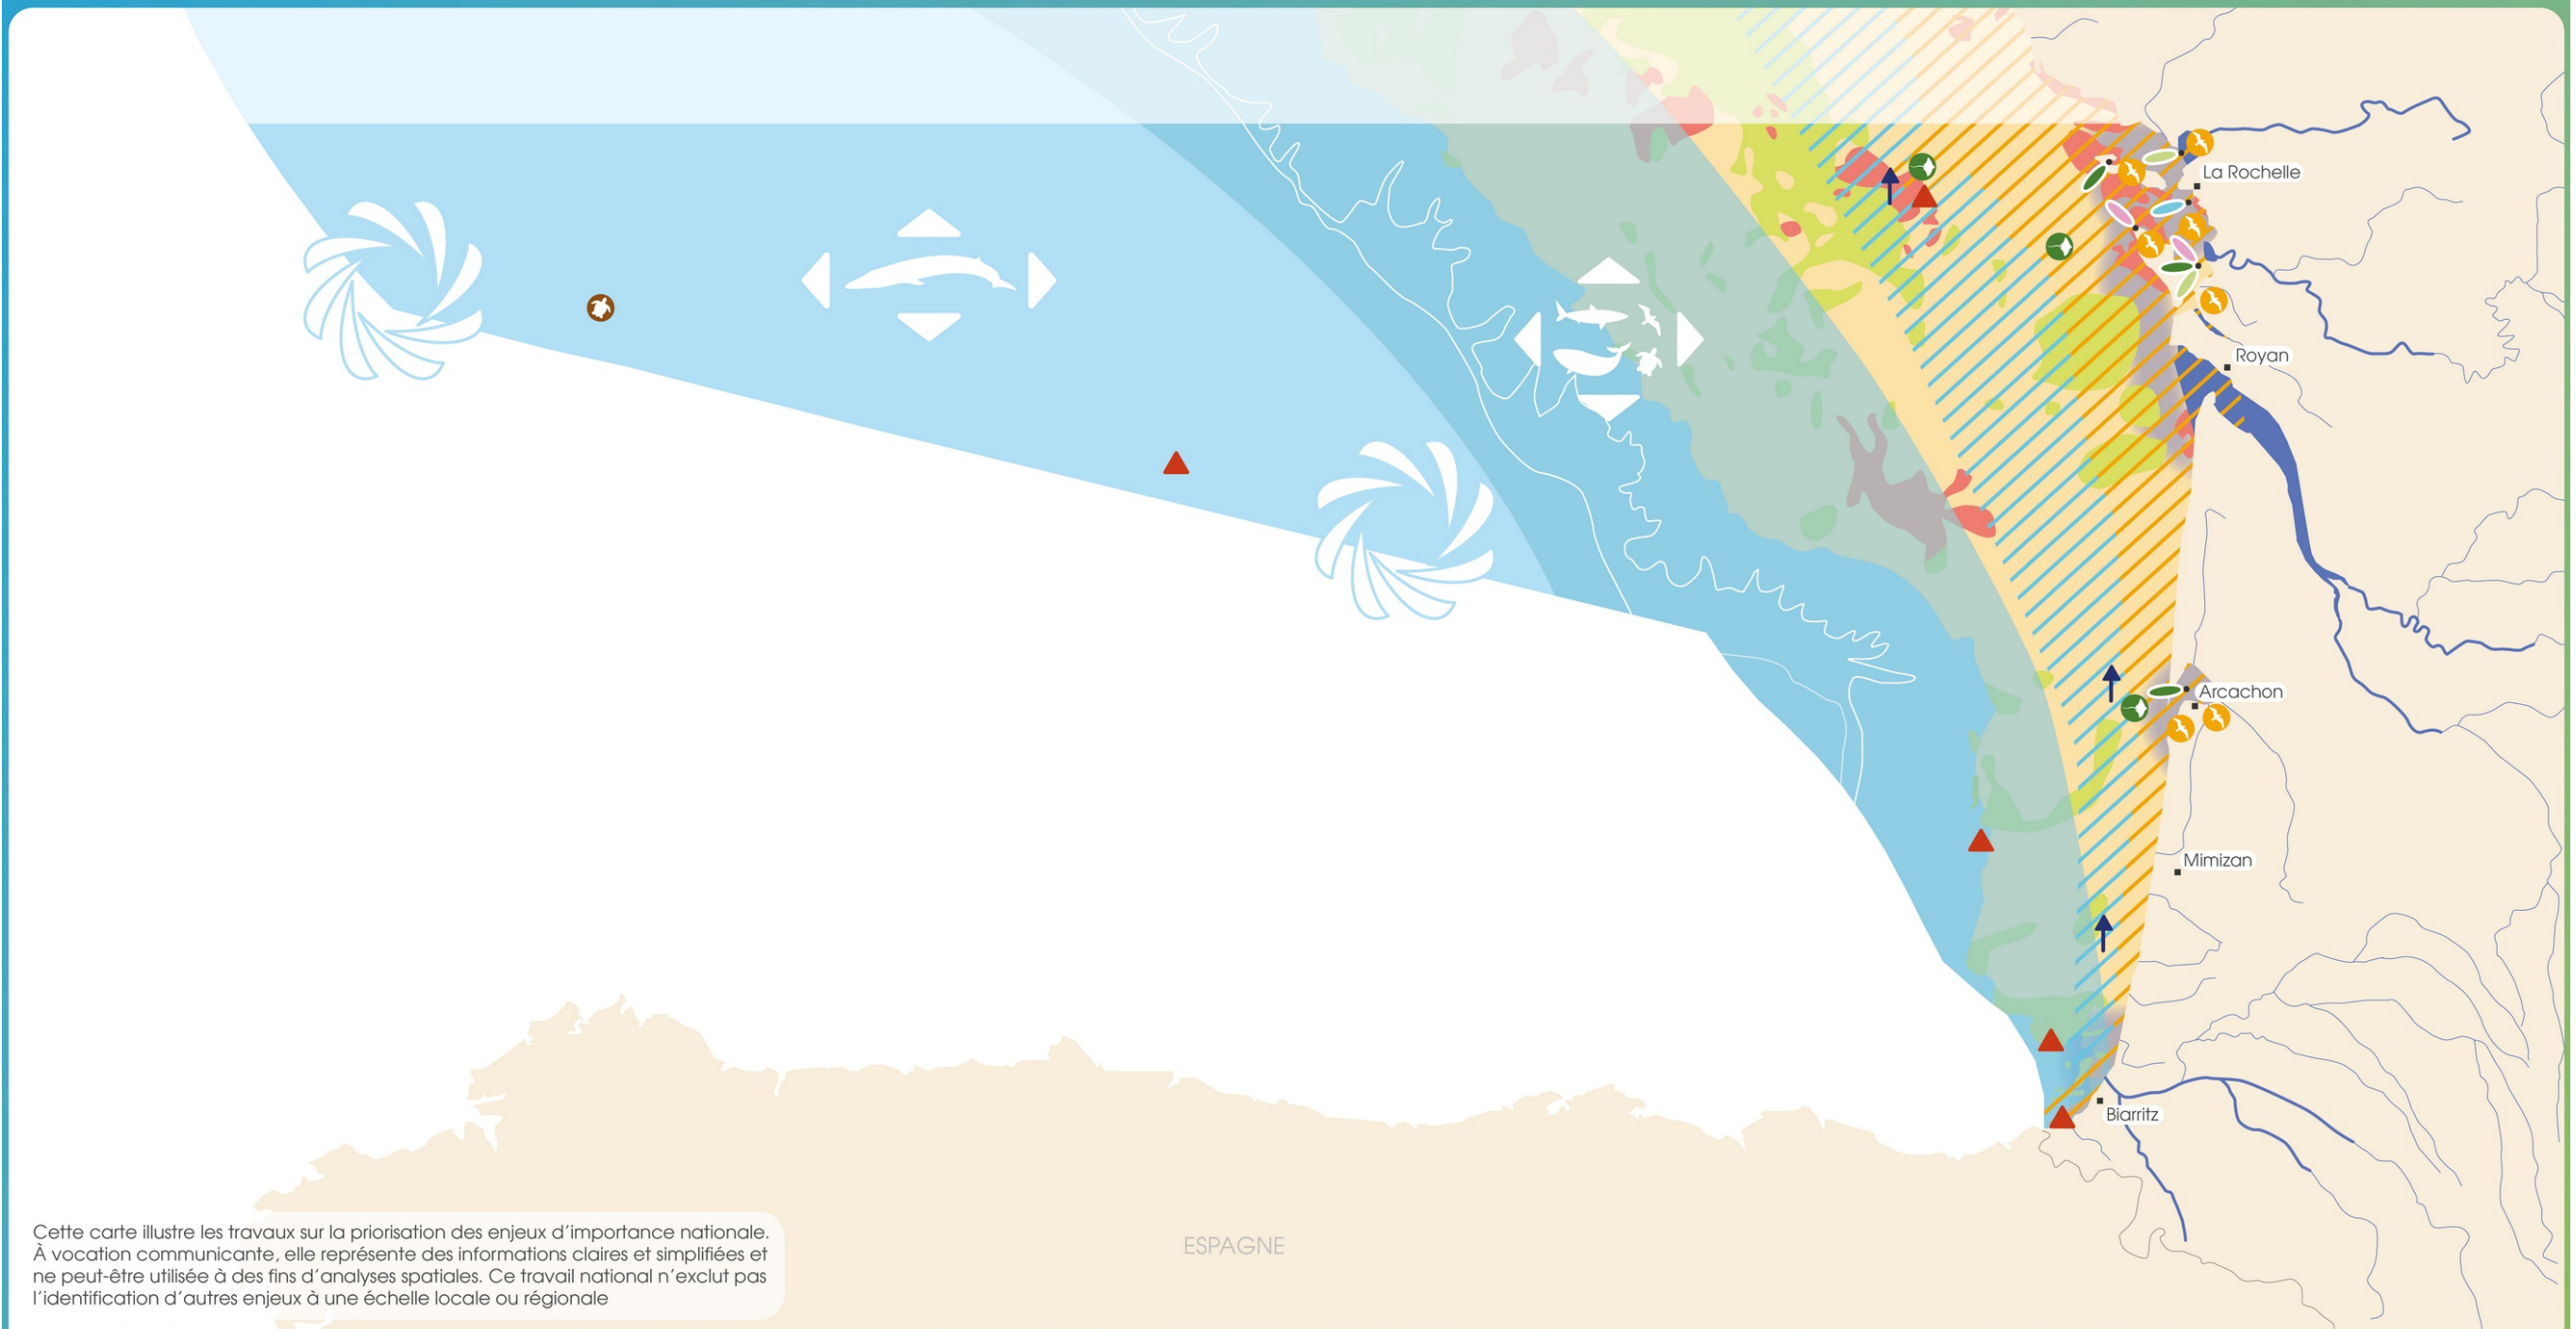 La Rochelle
Royan
Arcachon
Mimizan
Biarritz
ESPAGNE
Cette carte illustre les travaux sur la priorisation des enjeux d'importance nationale.
À vocation communicante, elle représente des informations claires et simplifiées et
ne peut-être utilisée à des fins d'analyses spatiales. Ce travail national n'exclut pas
l'identification d'autres enjeux à une échelle locale ou régionale